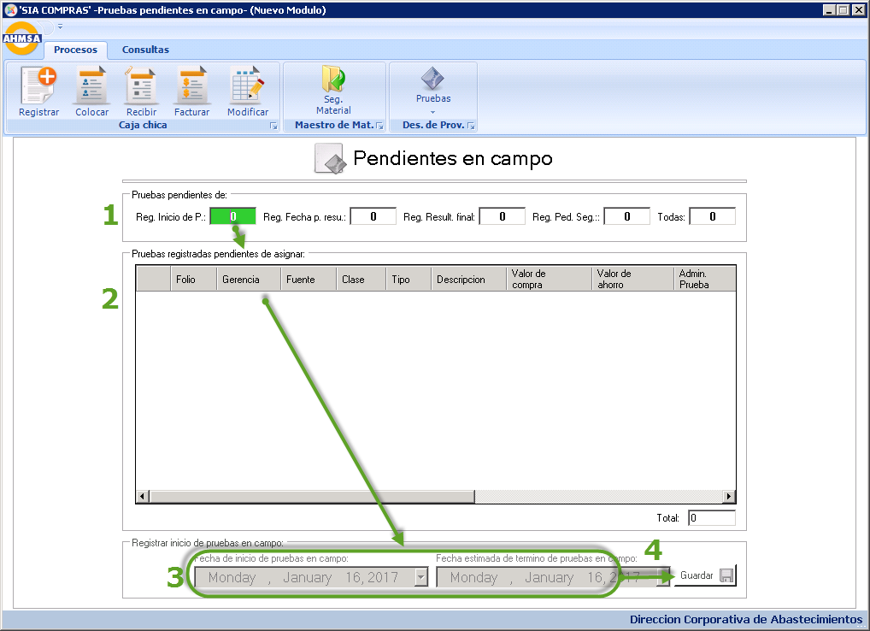 'SIA COMPRAS' -Pruebas pendientes en campo- (Nuevo Modulo)
AHMSA
Procesos Consultas
Registrar Colocar Recibir Facturar Modificar Seg. Material Pruebas
Caja chica Maestro de Mat. Des. de Prov.
Pendientes en campo
Pruebas pendientes de:
1 Reg. Inicio de P.: 0 Reg. Fecha p. resu.: 0 Reg. Result. final: 0 Reg. Ped. Seg.:: 0 Todas: 0
Pruebas registradas pendientes de asignar:
2 Folio Gerencia Fuente Clase Tipo Descripcion Valor de compra Valor de ahorro Admin. Prueba
Total: 0
Registrar inicio de pruebas en campo:
Fecha de inicio de pruebas en campo: Fecha estimada de termino de pruebas en campo: 4
3 Monday , January 16, 2017 Monday , January 16, 2017 Guardar
Direccion Corporativa de Abastecimientos